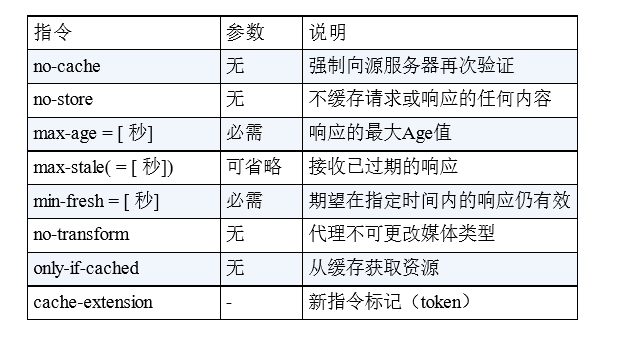 指令 参数 说明
no-cache 无 强制向源服务器再次验证
no-store 无 不缓存请求或响应的任何内容
max-age = [ 秒] 必需 响应的最大Age值
max-stale( = [ 秒]) 可省略 接收已过期的响应
min-fresh = [ 秒] 必需 期望在指定时间内的响应仍有效
no-transform 无 代理不可更改媒体类型
only-if-cached 无 从缓存获取资源
cache-extension - 新指令标记（token）